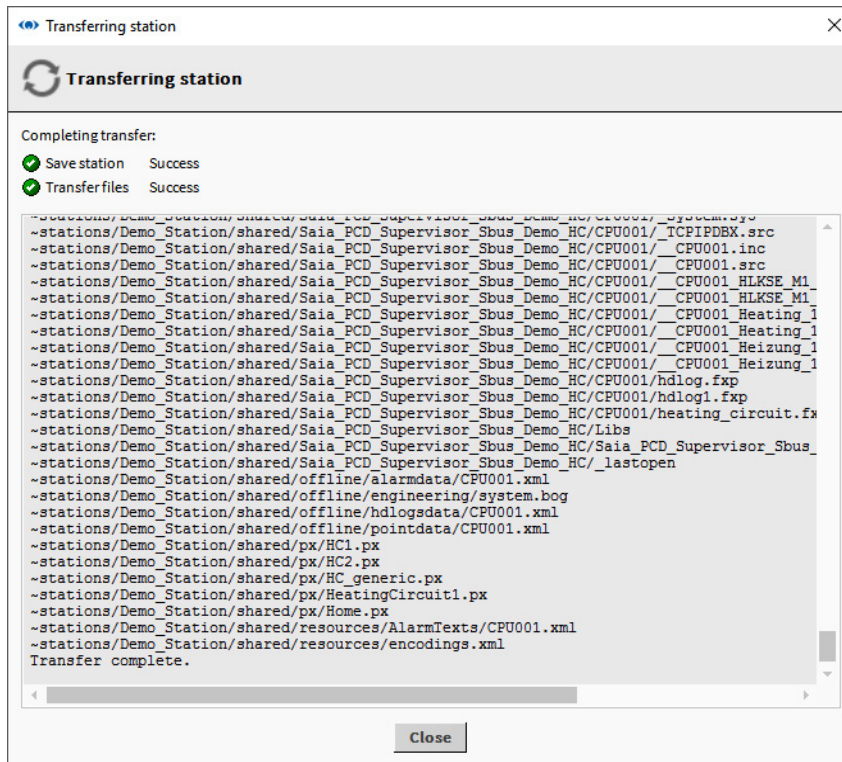 Transferring station
Transferring station
Completing transfer:
Save station Success
Transfer files Success
~stations/Demo_Station/shared/Saia_PCD_Supervisor_Sbus_Demo_HC/CPU001/_System.sy5
~stations/Demo_Station/shared/Saia_PCD_Supervisor_Sbus_Demo_HC/CPU001/_TCPIPDBX.src
~stations/Demo_Station/shared/Saia_PCD_Supervisor_Sbus_Demo_HC/CPU001/__CPU001.inc
~stations/Demo_Station/shared/Saia_PCD_Supervisor_Sbus_Demo_HC/CPU001/__CPU001.src
~stations/Demo_Station/shared/Saia_PCD_Supervisor_Sbus_Demo_HC/CPU001/__CPU001_HLKSE_M1_
~stations/Demo_Station/shared/Saia_PCD_Supervisor_Sbus_Demo_HC/CPU001/__CPU001_HLKSE_M1_
~stations/Demo_Station/shared/Saia_PCD_Supervisor_Sbus_Demo_HC/CPU001/__CPU001_Heating_1
~stations/Demo_Station/shared/Saia_PCD_Supervisor_Sbus_Demo_HC/CPU001/__CPU001_Heating_1
~stations/Demo_Station/shared/Saia_PCD_Supervisor_Sbus_Demo_HC/CPU001/__CPU001_Heizung_1
~stations/Demo_Station/shared/Saia_PCD_Supervisor_Sbus_Demo_HC/CPU001/__CPU001_Heizung_1
~stations/Demo_Station/shared/Saia_PCD_Supervisor_Sbus_Demo_HC/CPU001/hdlog.fxp
~stations/Demo_Station/shared/Saia_PCD_Supervisor_Sbus_Demo_HC/CPU001/hdlog1.fxp
~stations/Demo_Station/shared/Saia_PCD_Supervisor_Sbus_Demo_HC/CPU001/heating_circuit.fx
~stations/Demo_Station/shared/Saia_PCD_Supervisor_Sbus_Demo_HC/Libs
~stations/Demo_Station/shared/Saia_PCD_Supervisor_Sbus_Demo_HC/Saia_PCD_Supervisor_Sbus_
~stations/Demo_Station/shared/Saia_PCD_Supervisor_Sbus_Demo_HC/_lastopen
~stations/Demo_Station/shared/offline/alarmdata/CPU001.xml
~stations/Demo_Station/shared/offline/engineering/system.bog
~stations/Demo_Station/shared/offline/hdlogsdata/CPU001.xml
~stations/Demo_Station/shared/offline/pointdata/CPU001.xml
~stations/Demo_Station/shared/px/HC1.px
~stations/Demo_Station/shared/px/HC2.px
~stations/Demo_Station/shared/px/HC_generic.px
~stations/Demo_Station/shared/px/HeatingCircuit1.px
~stations/Demo_Station/shared/px/Home.px
~stations/Demo_Station/shared/resources/AlarmTexts/CPU001.xml
~stations/Demo_Station/shared/resources/encodings.xml
Transfer complete.
Close